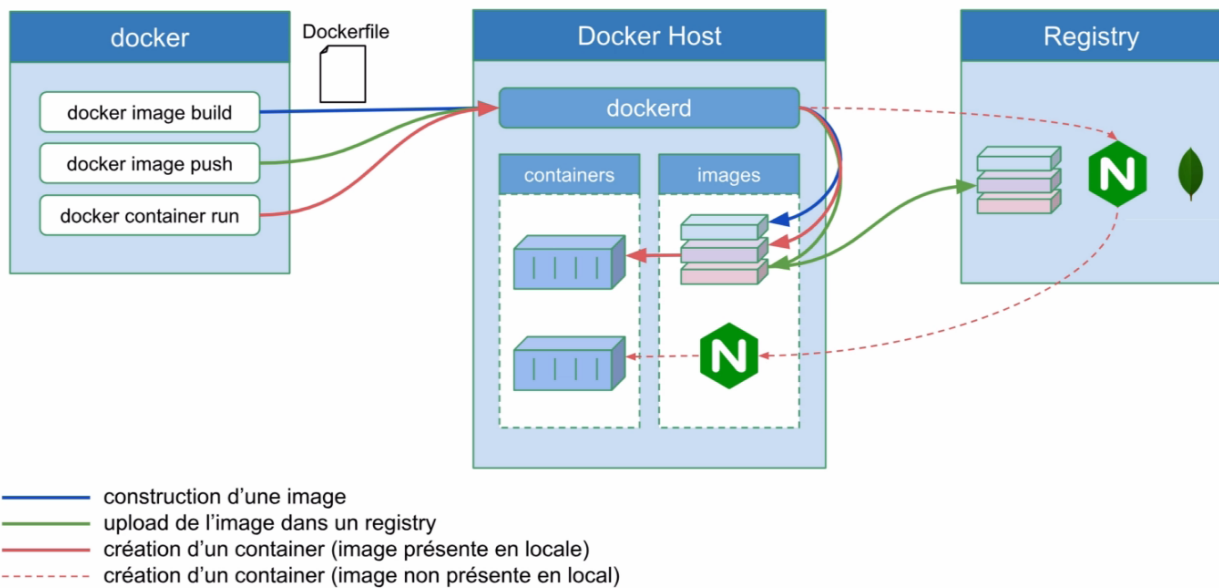 docker
Dockerfile
Docker Host
Registry
docker image build
docker image push
docker container run
dockerd
containers
images
N
N
construction d'une image
upload de l'image dans un registry
création d'un container (image présente en locale)
création d'un container (image non présente en local)